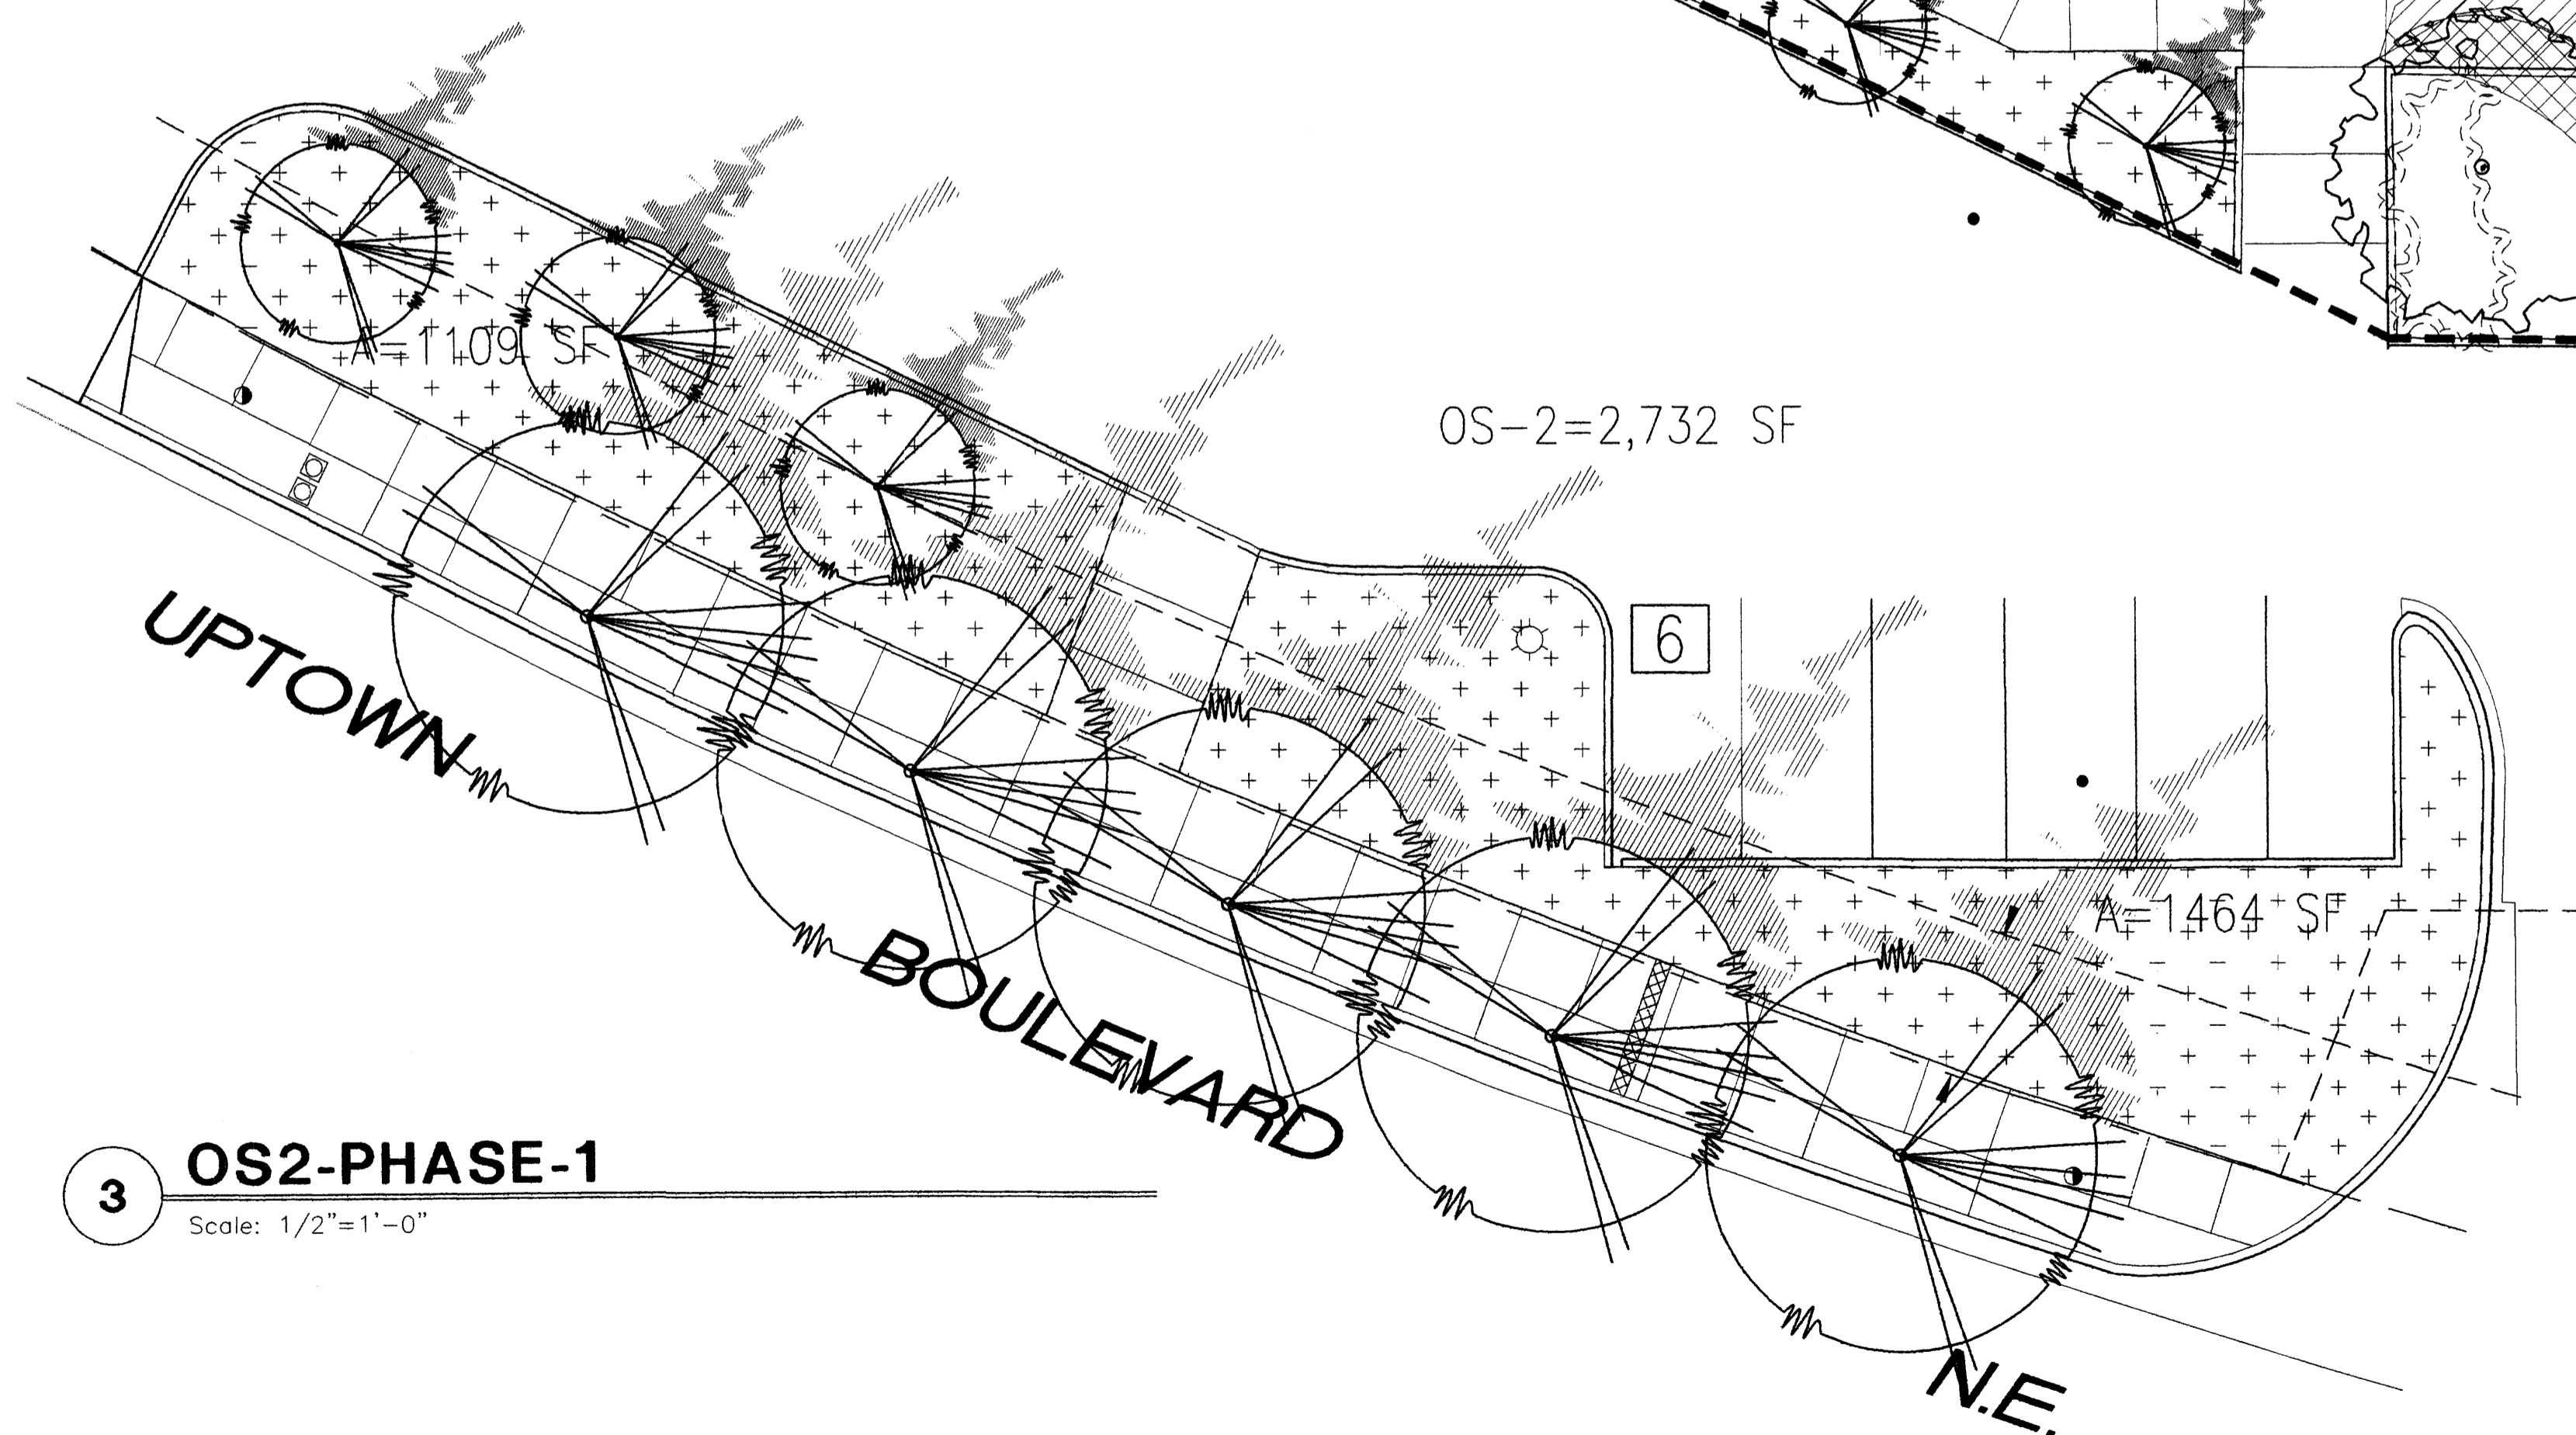 A=1109 SF
OS-2=2,732 SF
6
UPTOWN
BOULEVARD
N.E.
A=1464 SF
3
OS2-PHASE-1
Scale: 1/2"=1'-0"